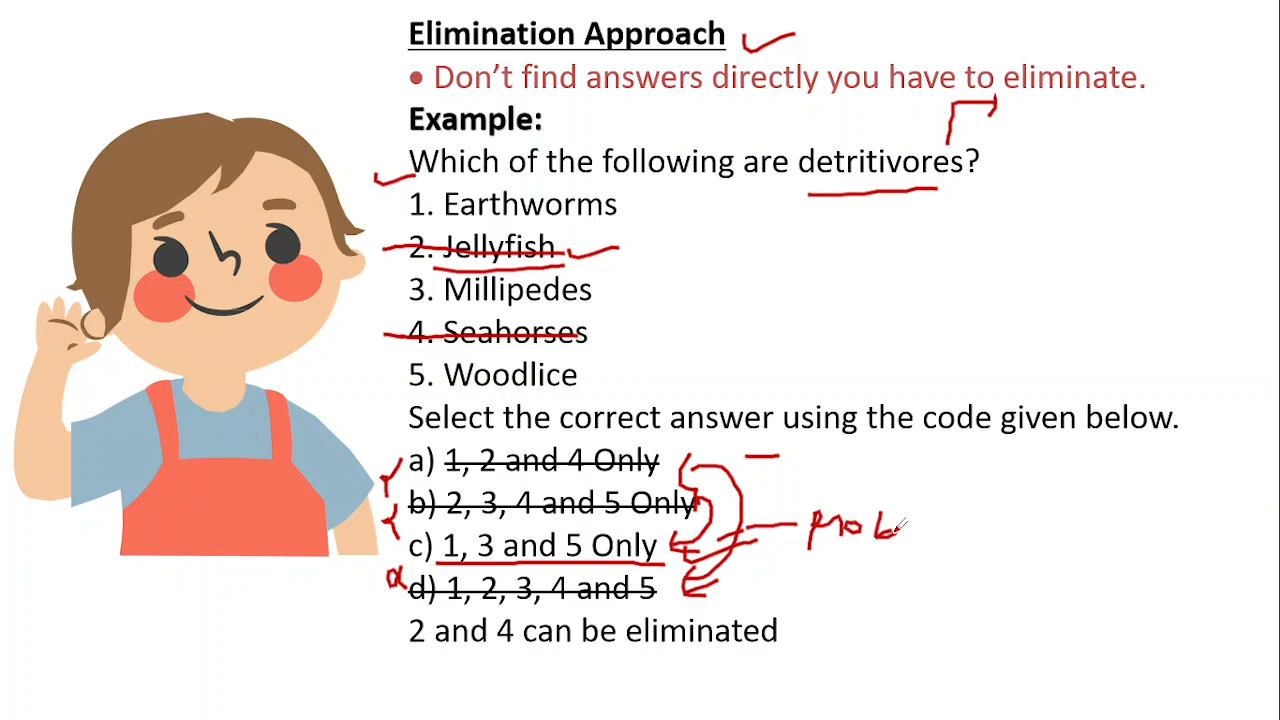 Elimination Approach
• Don’t find answers directly you have to eliminate.
Example:
Which of the following are detritivores?
1. Earthworms
2. Jellyfish
3. Millipedes
4. Seahorses
5. Woodlice
Select the correct answer using the code given below.
a) 1, 2 and 4 Only
b) 2, 3, 4 and 5 Only
c) 1, 3 and 5 Only
Prob
d) 1, 2, 3, 4 and 5
2 and 4 can be eliminated